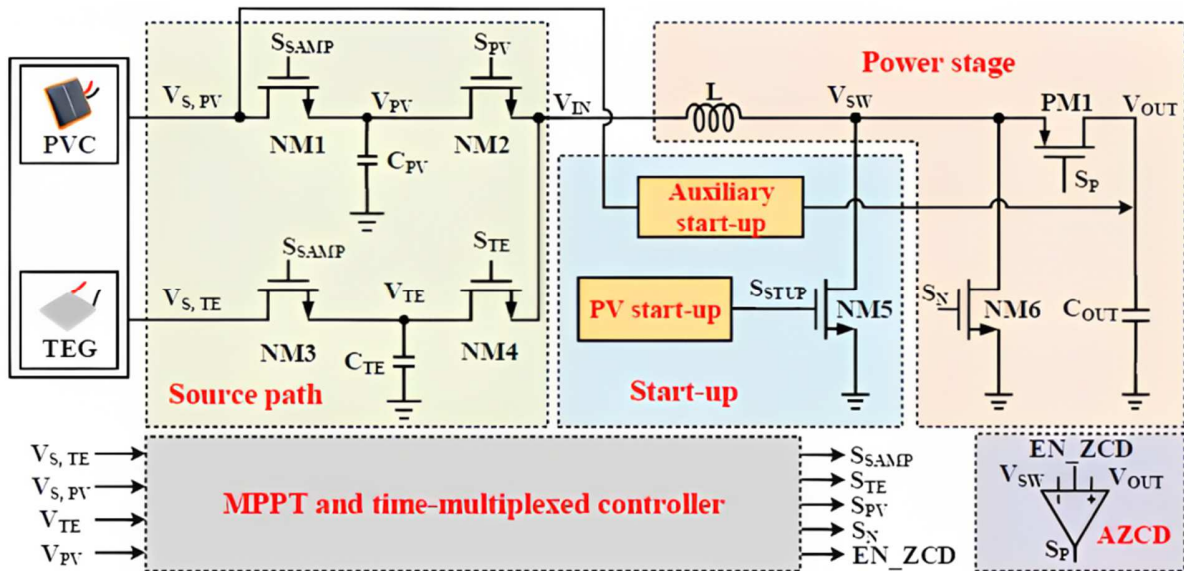 S_SAMP
S_PV
Power stage
PVC
V_S, PV
V_PV
V_IN
L
V_SW
PM1
V_OUT
NM1
NM2
C_PV
S_P
Auxiliary
start-up
S_SAMP
S_TE
V_S, TE
V_TE
PV start-up
S_STUP
NM5
S_N
NM6
C_OUT
TEG
NM3
NM4
C_TE
Source path
Start-up
V_S, TE
V_S, PV
V_TE
V_PV
MPPT and time-multiplexed controller
S_SAMP
S_TE
S_PV
S_N
EN_ZCD
EN_ZCD
V_SW
V_OUT
- +
S_P
AZCD